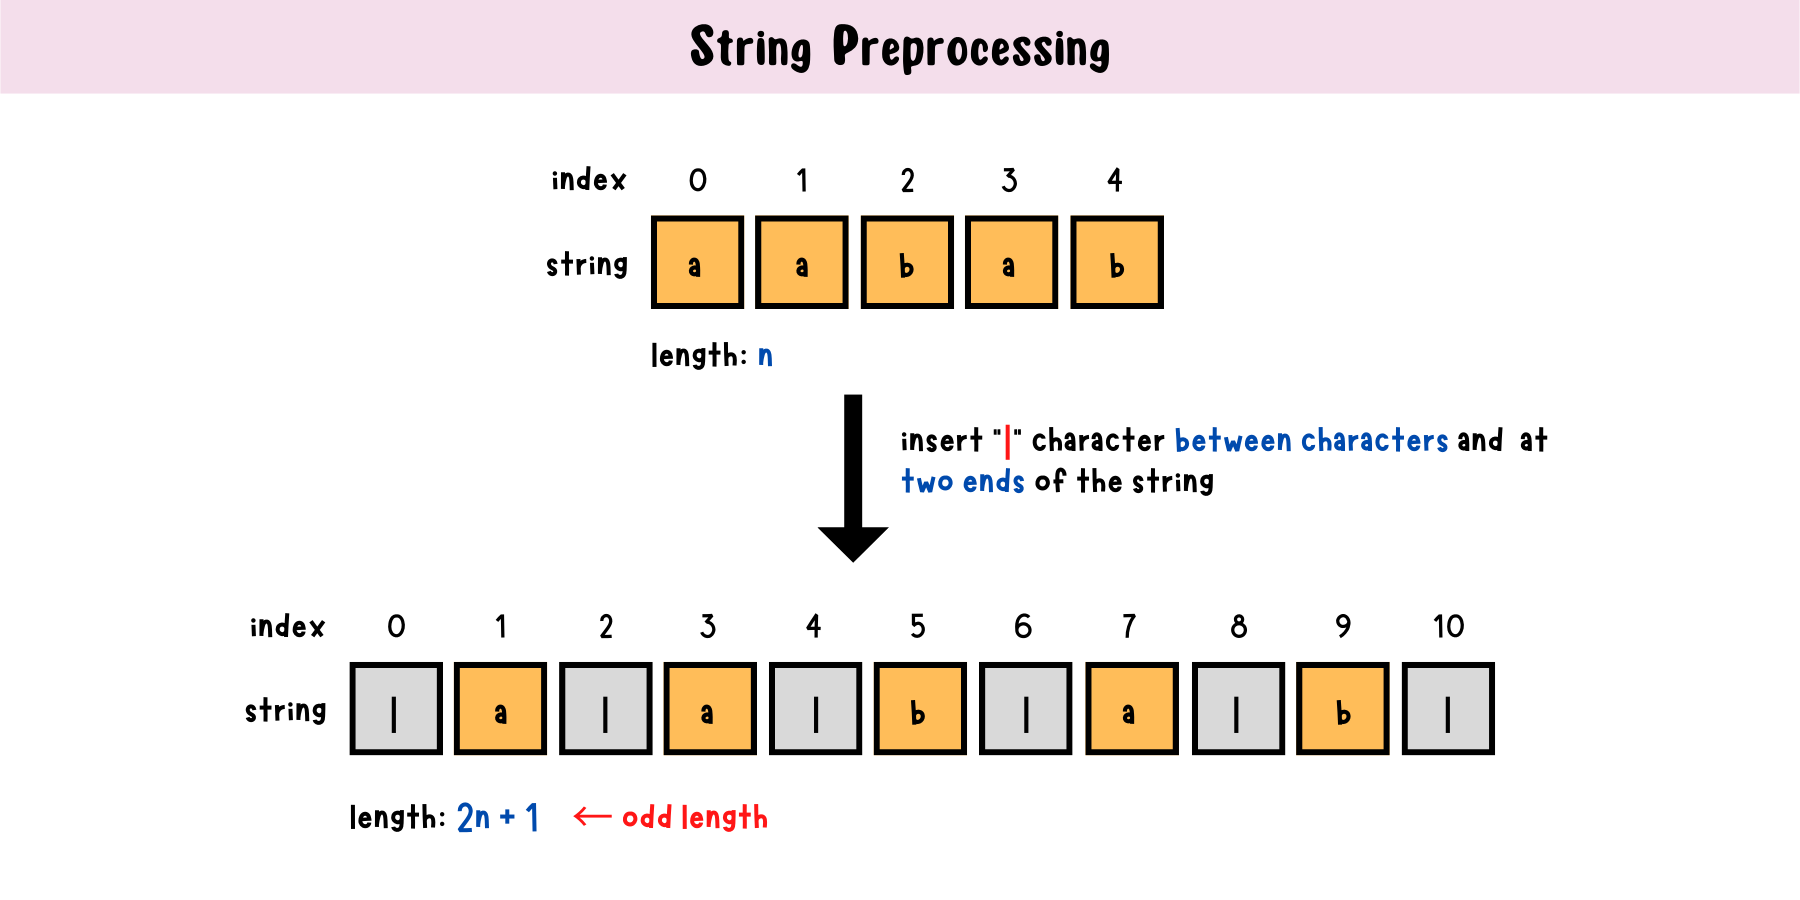 String Preprocessing
index 0 1 2 3 4
string a a b a b
length: n
insert "|" character between characters and at
two ends of the string
index 0 1 2 3 4 5 6 7 8 9 10
string | a | a | b | a | b |
length: 2n + 1 ← odd length